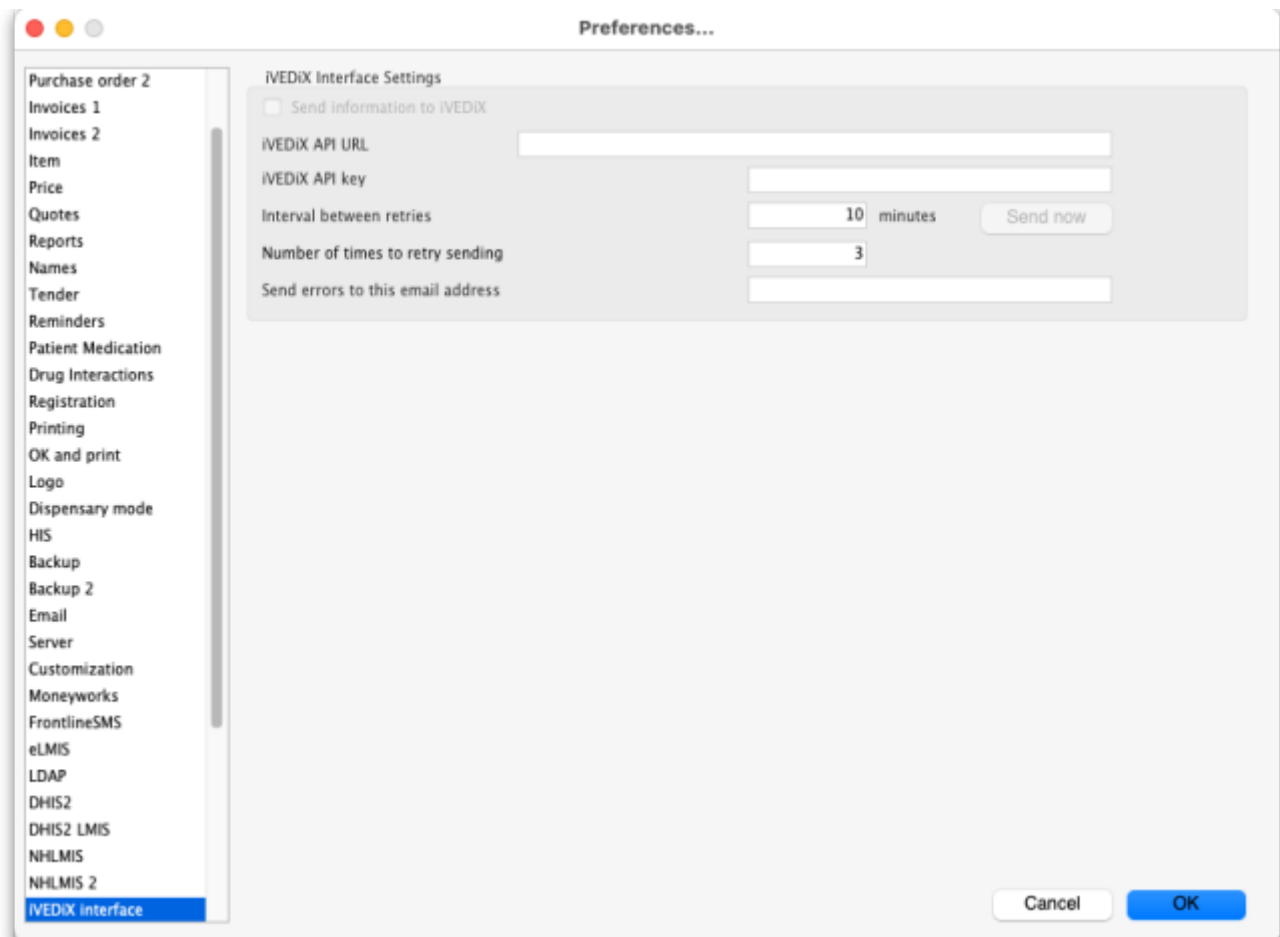 Preferences...
Purchase order 2
Invoices 1
Invoices 2
Item
Price
Quotes
Reports
Names
Tender
Reminders
Patient Medication
Drug Interactions
Registration
Printing
OK and print
Logo
Dispensary mode
HIS
Backup
Backup 2
Email
Server
Customization
Moneyworks
FrontlineSMS
eLMIS
LDAP
DHIS2
DHIS2 LMIS
NHLMIS
NHLMIS 2
iVEDiX interface
iVEDiX Interface Settings
Send information to iVEDiX
iVEDiX API URL
iVEDiX API key
Interval between retries 10 minutes Send now
Number of times to retry sending 3
Send errors to this email address
Cancel OK